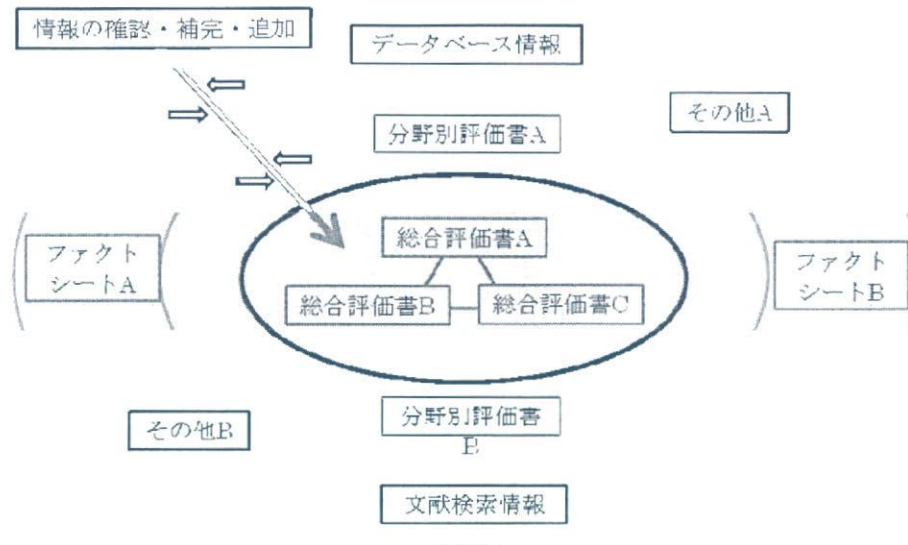 情報の確認・補完・追加
データベース情報
その他A
分野別評価書A
総合評価書A
ファクト
シートA
ファクト
シートB
総合評価書B
総合評価書C
分野別評価書
B
その他B
文献検索情報